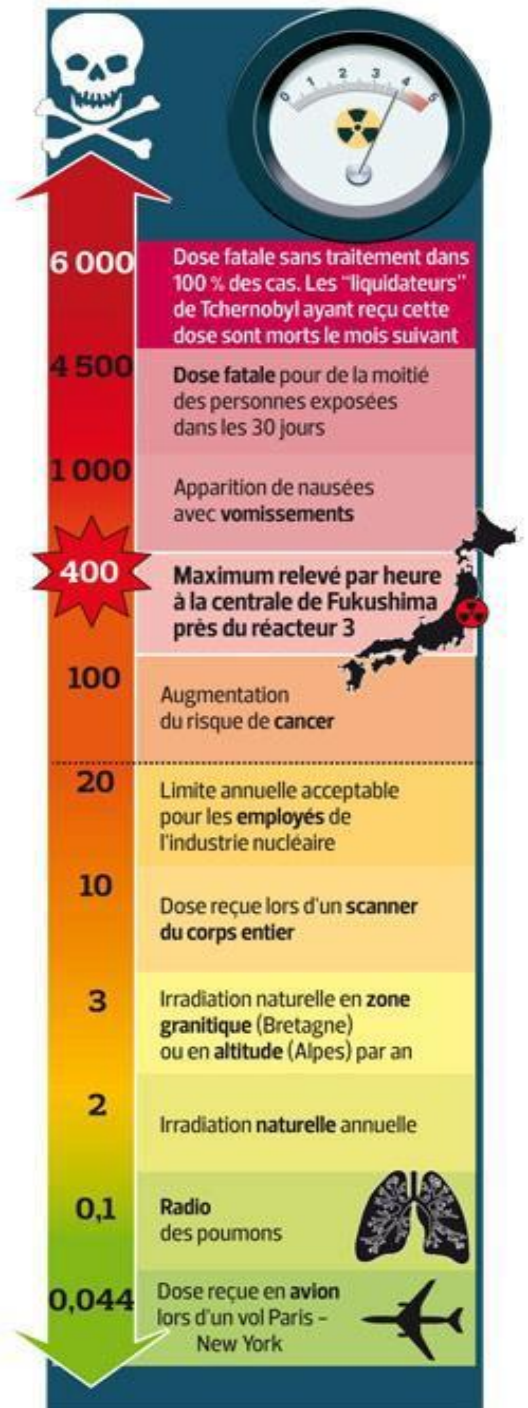 0 1 2 3 4 5
6 000
Dose fatale sans traitement dans
100 % des cas. Les "liquidateurs"
de Tchernobyl ayant reçu cette
dose sont morts le mois suivant
4 500
Dose fatale pour de la moitié
des personnes exposées
dans les 30 jours
1 000
Apparition de nausées
avec vomissements
400
Maximum relevé par heure
à la centrale de Fukushima
près du réacteur 3
100
Augmentation
du risque de cancer
20
Limite annuelle acceptable
pour les employés de
l'industrie nucléaire
10
Dose reçue lors d'un scanner
du corps entier
3
Irradiation naturelle en zone
granitique (Bretagne)
ou en altitude (Alpes) par an
2
Irradiation naturelle annuelle
0,1
Radio
des poumons
0,044
Dose reçue en avion
lors d'un vol Paris –
New York